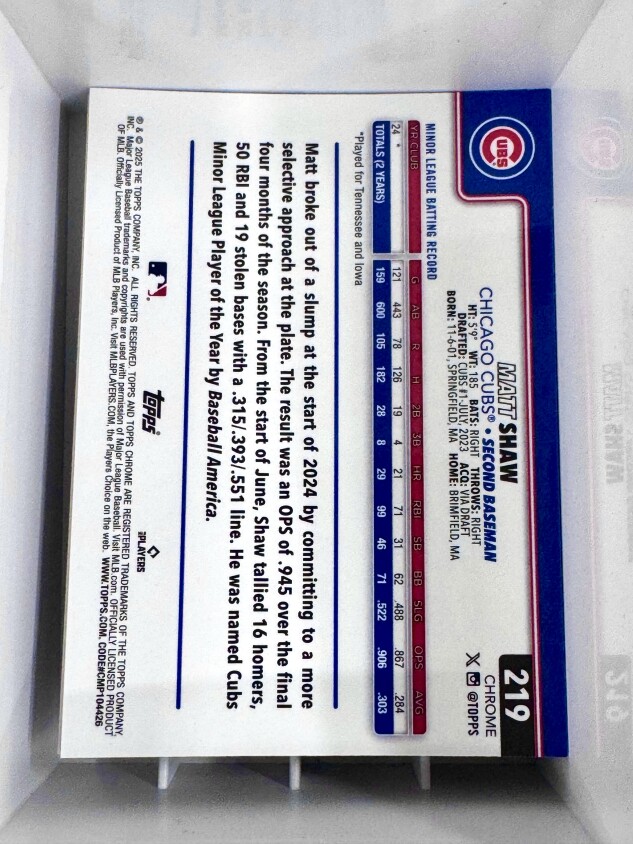 CUBS
219
CHROME
X @TOPPS
MATT SHAW
CHICAGO CUBS® • SECOND BASEMAN
HT: 5'9" WT: 185 BATS: RIGHT THROWS: RIGHT
DRAFTED: CUBS #1-JULY, 2023 ACQ: VIA DRAFT
BORN: 11-6-01, SPRINGFIELD, MA HOME: BRIMFIELD, MA
MINOR LEAGUE BATTING RECORD
YR CLUB G AB R H 2B 3B HR RBI SB BB SLG OPS AVG
24 * 121 443 78 126 19 4 21 71 31 62 .488 .867 .284
TOTALS (2 YEARS) 159 600 105 182 28 8 29 99 46 71 .522 .906 .303
*Played for Tennessee and Iowa
Matt broke out of a slump at the start of 2024 by committing to a more
selective approach at the plate. The result was an OPS of .945 over the final
four months of the season. From the start of June, Shaw tallied 16 homers,
50 RBI and 19 stolen bases with a .315/.393/.551 line. He was named Cubs
Minor League Player of the Year by Baseball America.
topps®
PLAYERS
® & © 2025 THE TOPPS COMPANY, INC. ALL RIGHTS RESERVED. TOPPS AND TOPPS CHROME ARE REGISTERED TRADEMARKS OF THE TOPPS COMPANY,
INC. Major League Baseball trademarks and copyrights are used with permission of Major League Baseball. Visit MLB.com. OFFICIALLY LICENSED PRODUCT
OF MLB Players, Inc. Visit MLBPLAYERS.COM, the Players Choice on the web. WWW.TOPPS.COM. CODE#CMP104426